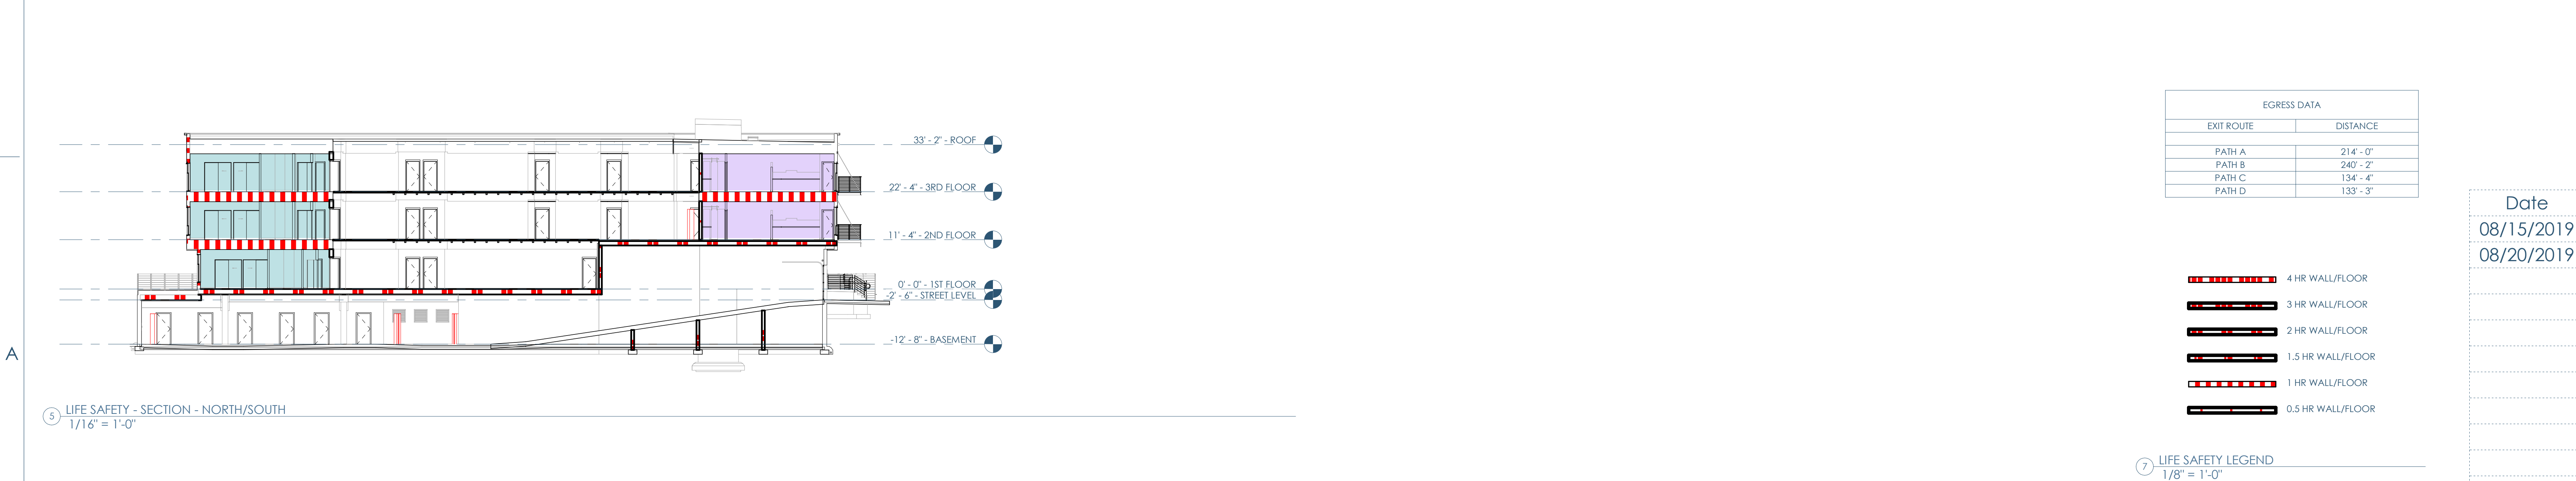 A
33' - 2" - ROOF
22' - 4" - 3RD FLOOR
11' - 4" - 2ND FLOOR
0' - 0" - 1ST FLOOR
-2' - 6" - STREET LEVEL
-12' - 8" - BASEMENT
5
LIFE SAFETY - SECTION - NORTH/SOUTH
1/16" = 1'-0"
EGRESS DATA
EXIT ROUTE DISTANCE
PATH A 214' - 0"
PATH B 240' - 2"
PATH C 134' - 4"
PATH D 133' - 3"
4 HR WALL/FLOOR
3 HR WALL/FLOOR
2 HR WALL/FLOOR
1.5 HR WALL/FLOOR
1 HR WALL/FLOOR
0.5 HR WALL/FLOOR
7
LIFE SAFETY LEGEND
1/8" = 1'-0"
Date
08/15/2019
08/20/2019